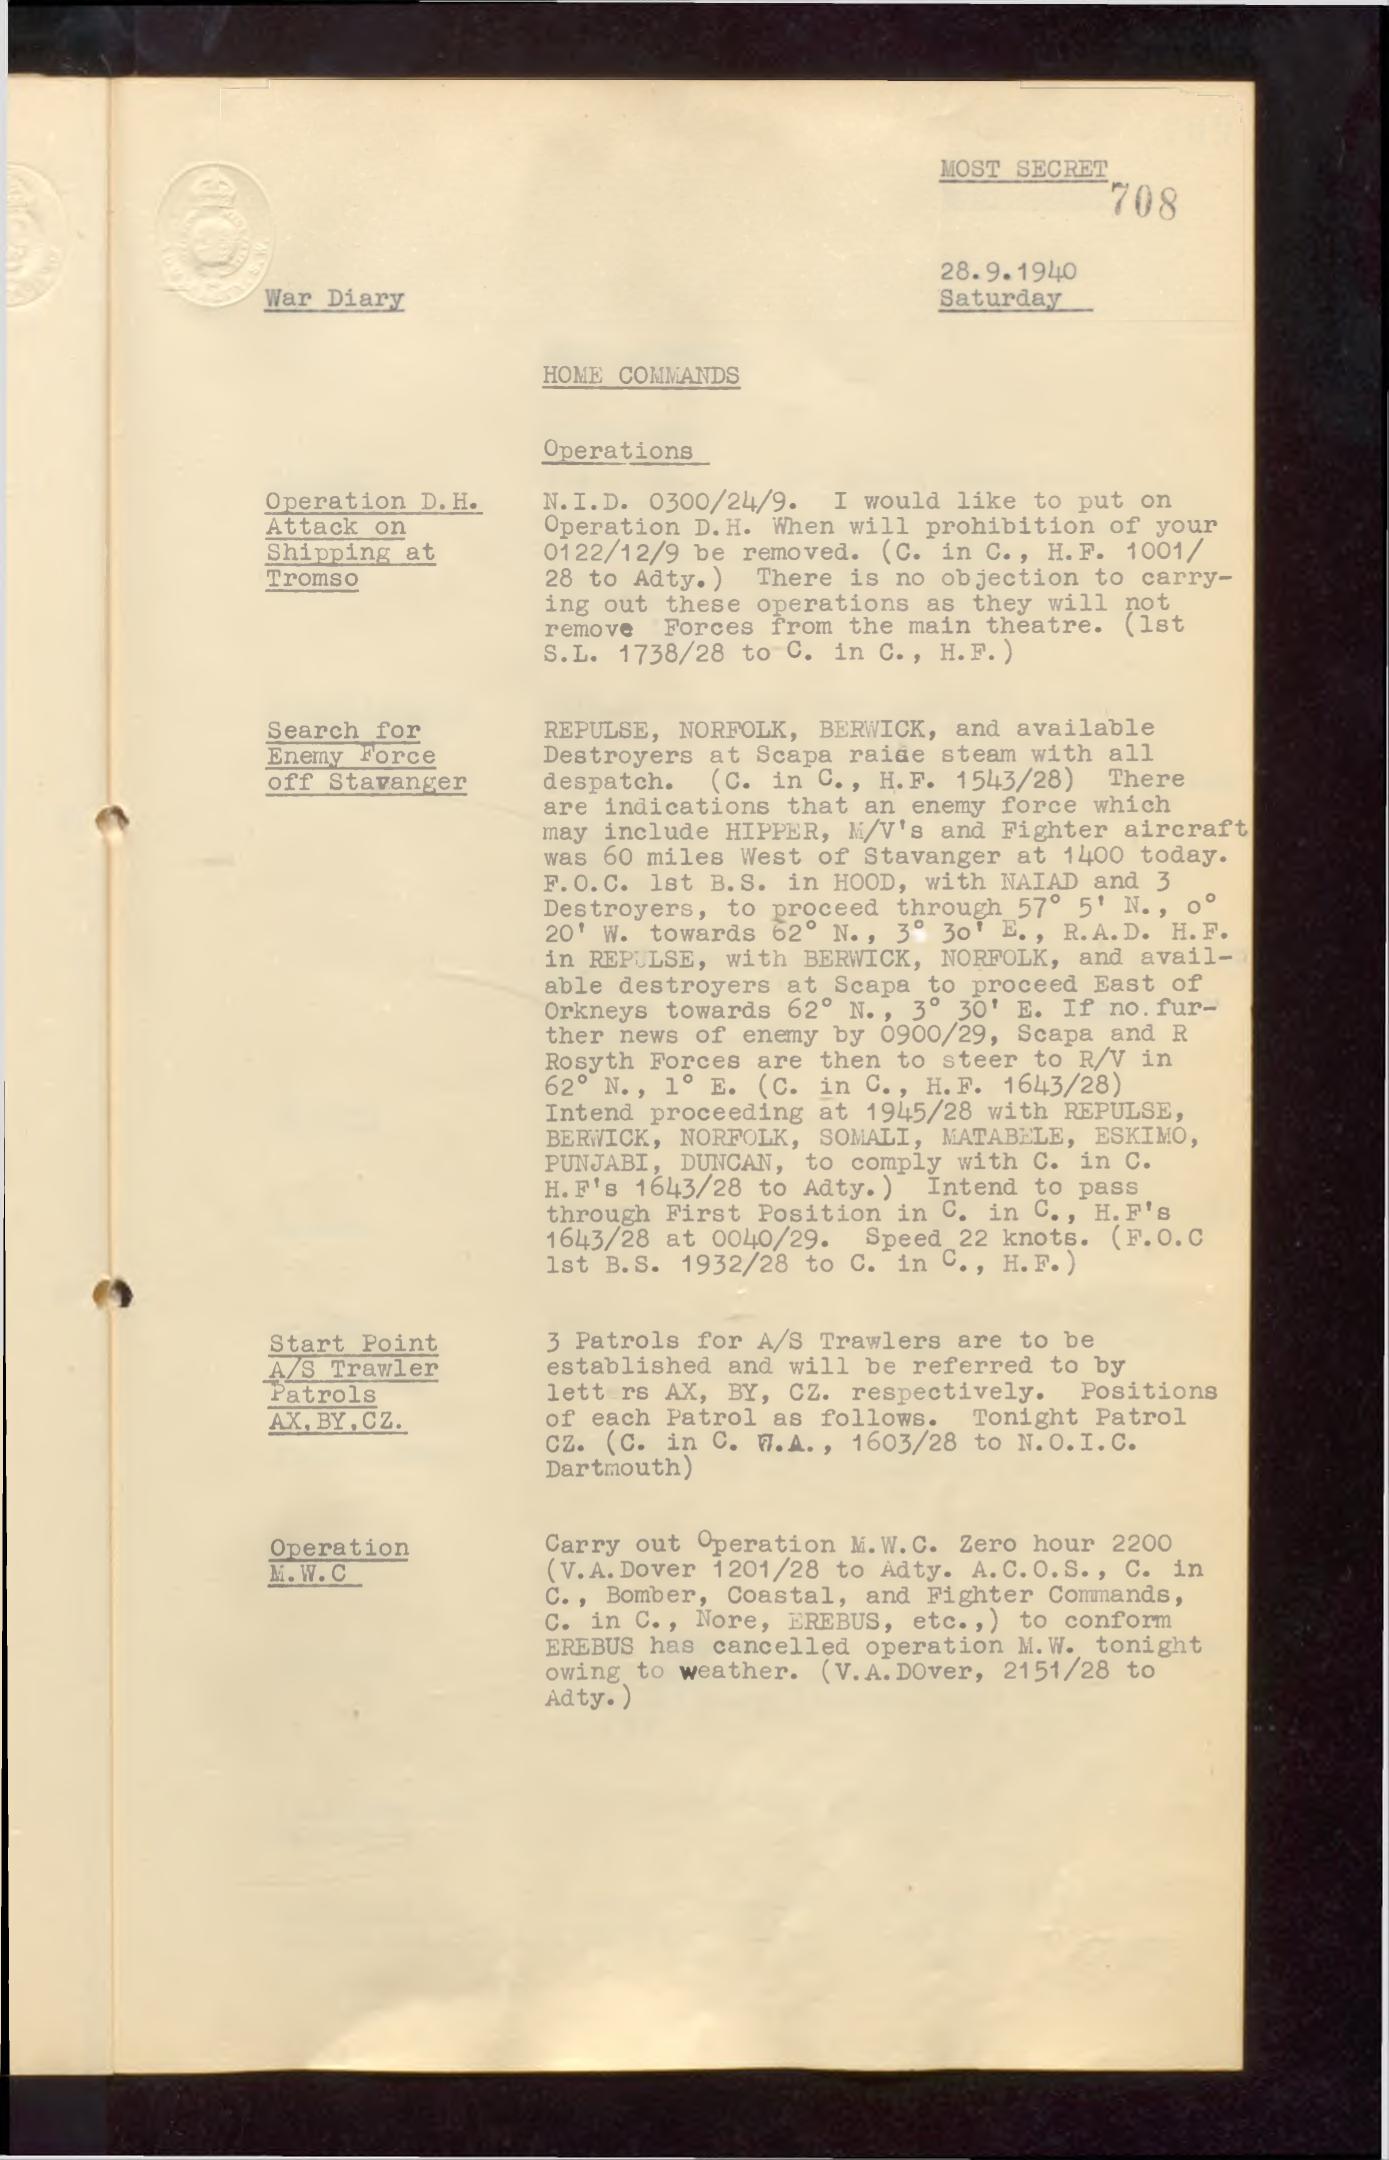 MOST SECRET
708
28.9.1940
War Diary
Saturday
HOME COMMANDS
Operations
Operation D.H.
Attack on
Shipping at
Tromso
N.I.D. 0300/24/9. I would like to put on
Operation D.H. When will prohibition of your
0122/12/9 be removed. (C. in C., H.F. 1001/
28 to Adty.) There is no objection to carry-
ing out these operations as they will not
remove Forces from the main theatre. (1st
S.L. 1738/28 to C. in C., H.F.)
Search for
Enemy Force
off Stavanger
REPULSE, NORFOLK, BERWICK, and available
Destroyers at Scapa raise steam with all
despatch. (C. in C., H.F. 1543/28) There
are indications that an enemy force which
may include HIPPER, M/V's and Fighter aircraft
was 60 miles West of Stavanger at 1400 today.
F.O.C. 1st B.S. in HOOD, with NAIAD and 3
Destroyers, to proceed through 57° 5' N., 0°
20' W. towards 62° N., 3° 30' E., R.A.D. H.F.
in REPULSE, with BERWICK, NORFOLK, and avail-
able destroyers at Scapa to proceed East of
Orkneys towards 62° N., 3° 30' E. If no.fur-
ther news of enemy by 0900/29, Scapa and R
Rosyth Forces are then to steer to R/V in
62° N., 1° E. (C. in C., H.F. 1643/28)
Intend proceeding at 1945/28 with REPULSE,
BERWICK, NORFOLK, SOMALI, MATABELE, ESKIMO,
PUNJABI, DUNCAN, to comply with C. in C.
H.F's 1643/28 to Adty.) Intend to pass
through First Position in C. in C., H.F's
1643/28 at 0040/29. Speed 22 knots. (F.O.C
1st B.S. 1932/28 to C. in C., H.F.)
Start Point
A/S Trawler
Patrols
AX,BY,CZ.
3 Patrols for A/S Trawlers are to be
established and will be referred to by
lett rs AX, BY, CZ. respectively. Positions
of each Patrol as follows. Tonight Patrol
CZ. (C. in C. W.A., 1603/28 to N.O.I.C.
Dartmouth)
Operation
M.W.C
Carry out Operation M.W.C. Zero hour 2200
(V.A.Dover 1201/28 to Adty. A.C.O.S., C. in
C., Bomber, Coastal, and Fighter Commands,
C. in C., Nore, EREBUS, etc.,) to conform
EREBUS has cancelled operation M.W. tonight
owing to weather. (V.A.DOver, 2151/28 to
Adty.)